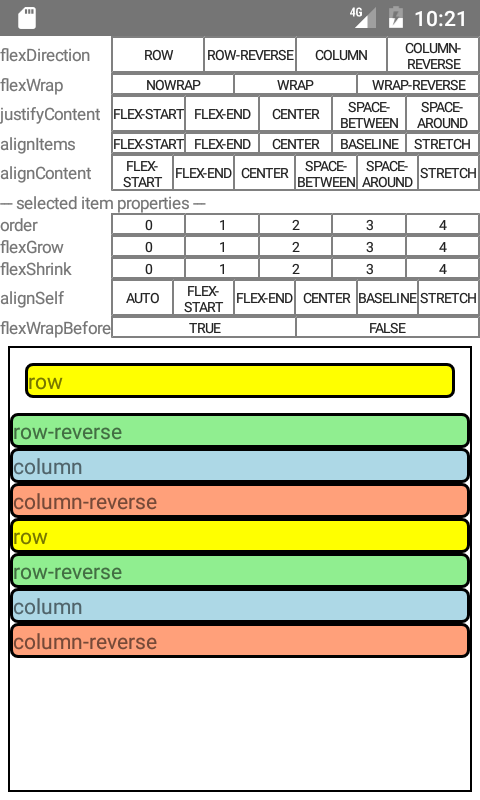 4G 10:21
flexDirection ROW ROW-REVERSE COLUMN COLUMN-REVERSE
flexWrap NOWRAP WRAP WRAP-REVERSE
justifyContent FLEX-START FLEX-END CENTER SPACE-BETWEEN SPACE-AROUND
alignItems FLEX-START FLEX-END CENTER BASELINE STRETCH
alignContent FLEX-START FLEX-END CENTER SPACE-BETWEEN SPACE-AROUND STRETCH
--- selected item properties ---
order 0 1 2 3 4
flexGrow 0 1 2 3 4
flexShrink 0 1 2 3 4
alignSelf AUTO FLEX-START FLEX-END CENTER BASELINE STRETCH
flexWrapBefore TRUE FALSE
row
row-reverse
column
column-reverse
row
row-reverse
column
column-reverse